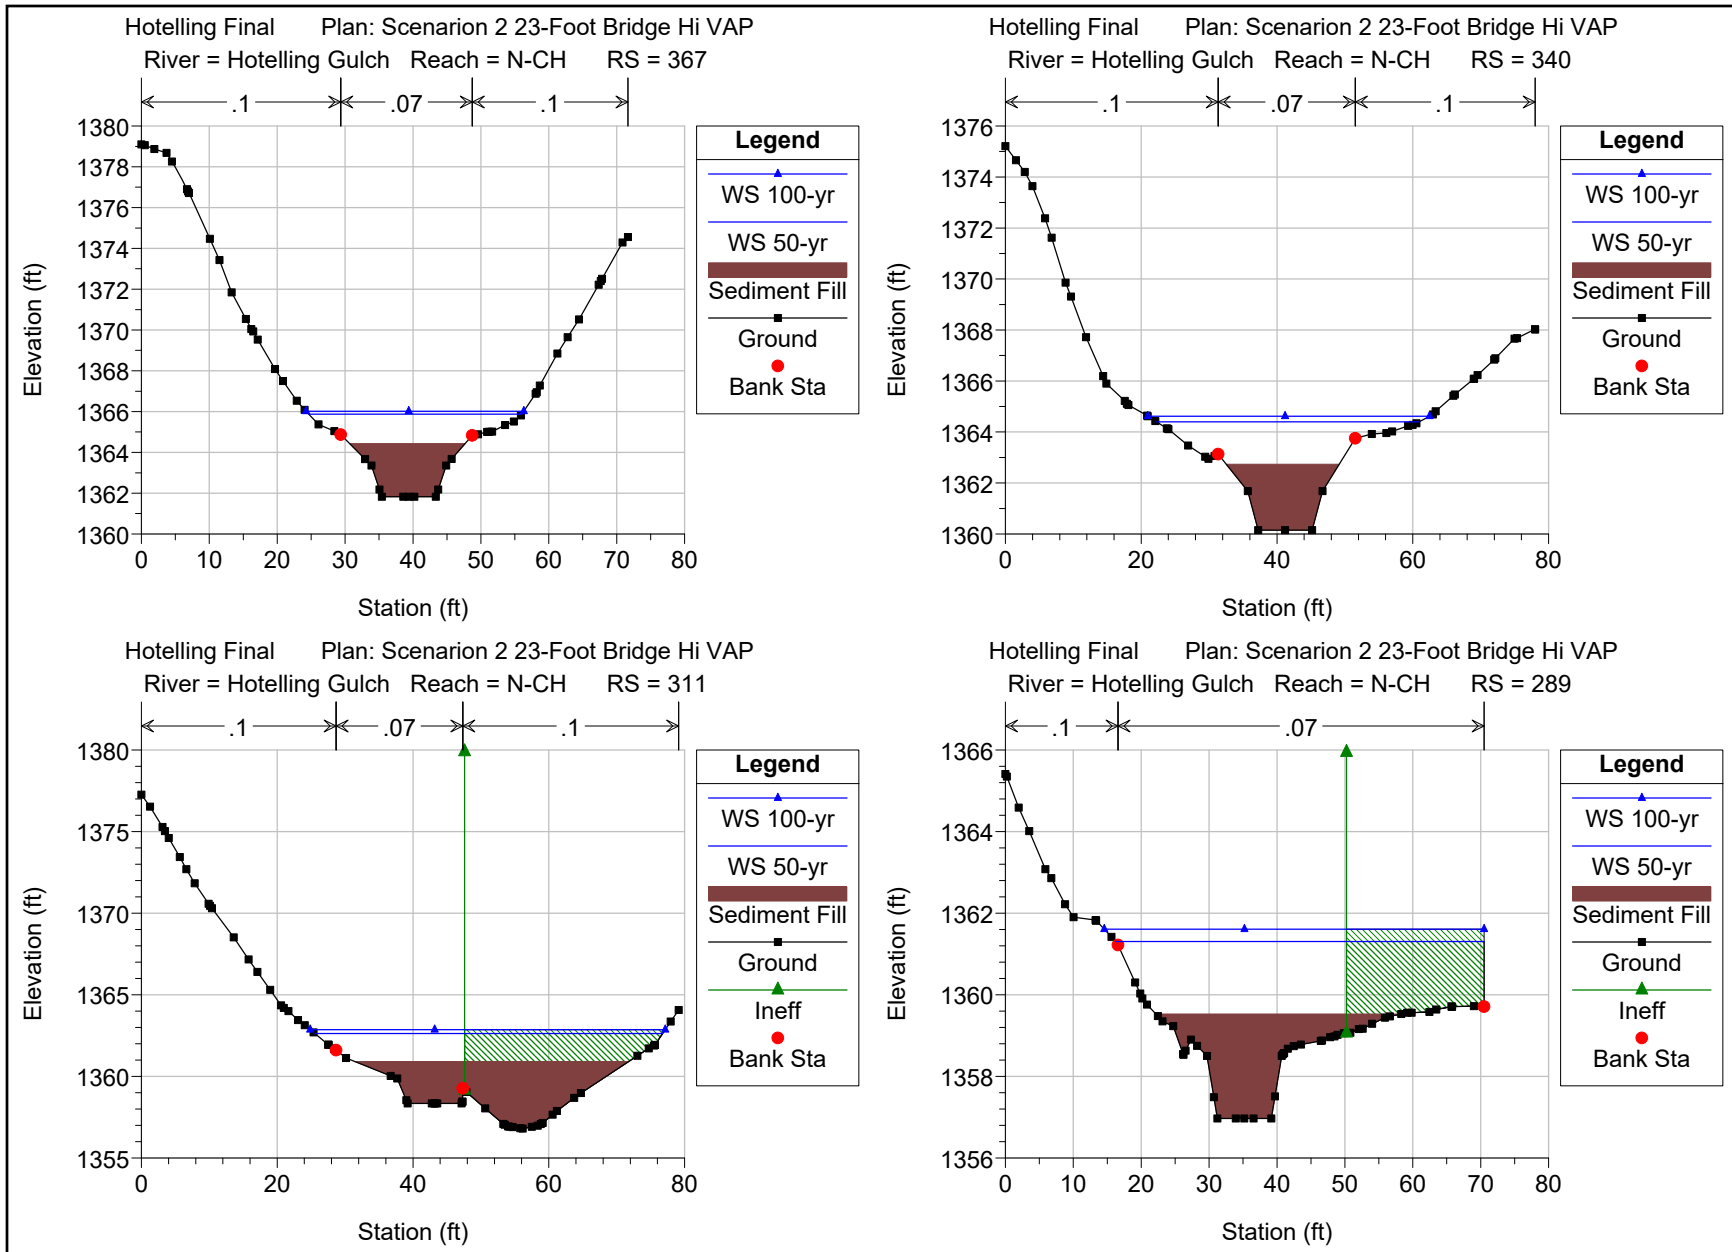 Hotelling Final Plan: Scenarion 2 23-Foot Bridge Hi VAP
River = Hotelling Gulch Reach = N-CH RS = 367
.1 .07 .1
1380
1378
1376
1374
1372
1370
1368
1366
1364
1362
1360
Elevation (ft)
0 10 20 30 40 50 60 70 80
Station (ft)
Legend
WS 100-yr
WS 50-yr
Sediment Fill
Ground
Bank Sta
Hotelling Final Plan: Scenarion 2 23-Foot Bridge Hi VAP
River = Hotelling Gulch Reach = N-CH RS = 340
.1 .07 .1
1376
1374
1372
1370
1368
1366
1364
1362
1360
Elevation (ft)
0 20 40 60 80
Station (ft)
Legend
WS 100-yr
WS 50-yr
Sediment Fill
Ground
Bank Sta
Hotelling Final Plan: Scenarion 2 23-Foot Bridge Hi VAP
River = Hotelling Gulch Reach = N-CH RS = 311
.1 .07 .1
1380
1375
1370
1365
1360
1355
Elevation (ft)
0 20 40 60 80
Station (ft)
Legend
WS 100-yr
WS 50-yr
Sediment Fill
Ground
Ineff
Bank Sta
Hotelling Final Plan: Scenarion 2 23-Foot Bridge Hi VAP
River = Hotelling Gulch Reach = N-CH RS = 289
.1 .07
1366
1364
1362
1360
1358
1356
Elevation (ft)
0 10 20 30 40 50 60 70 80
Station (ft)
Legend
WS 100-yr
WS 50-yr
Sediment Fill
Ground
Ineff
Bank Sta